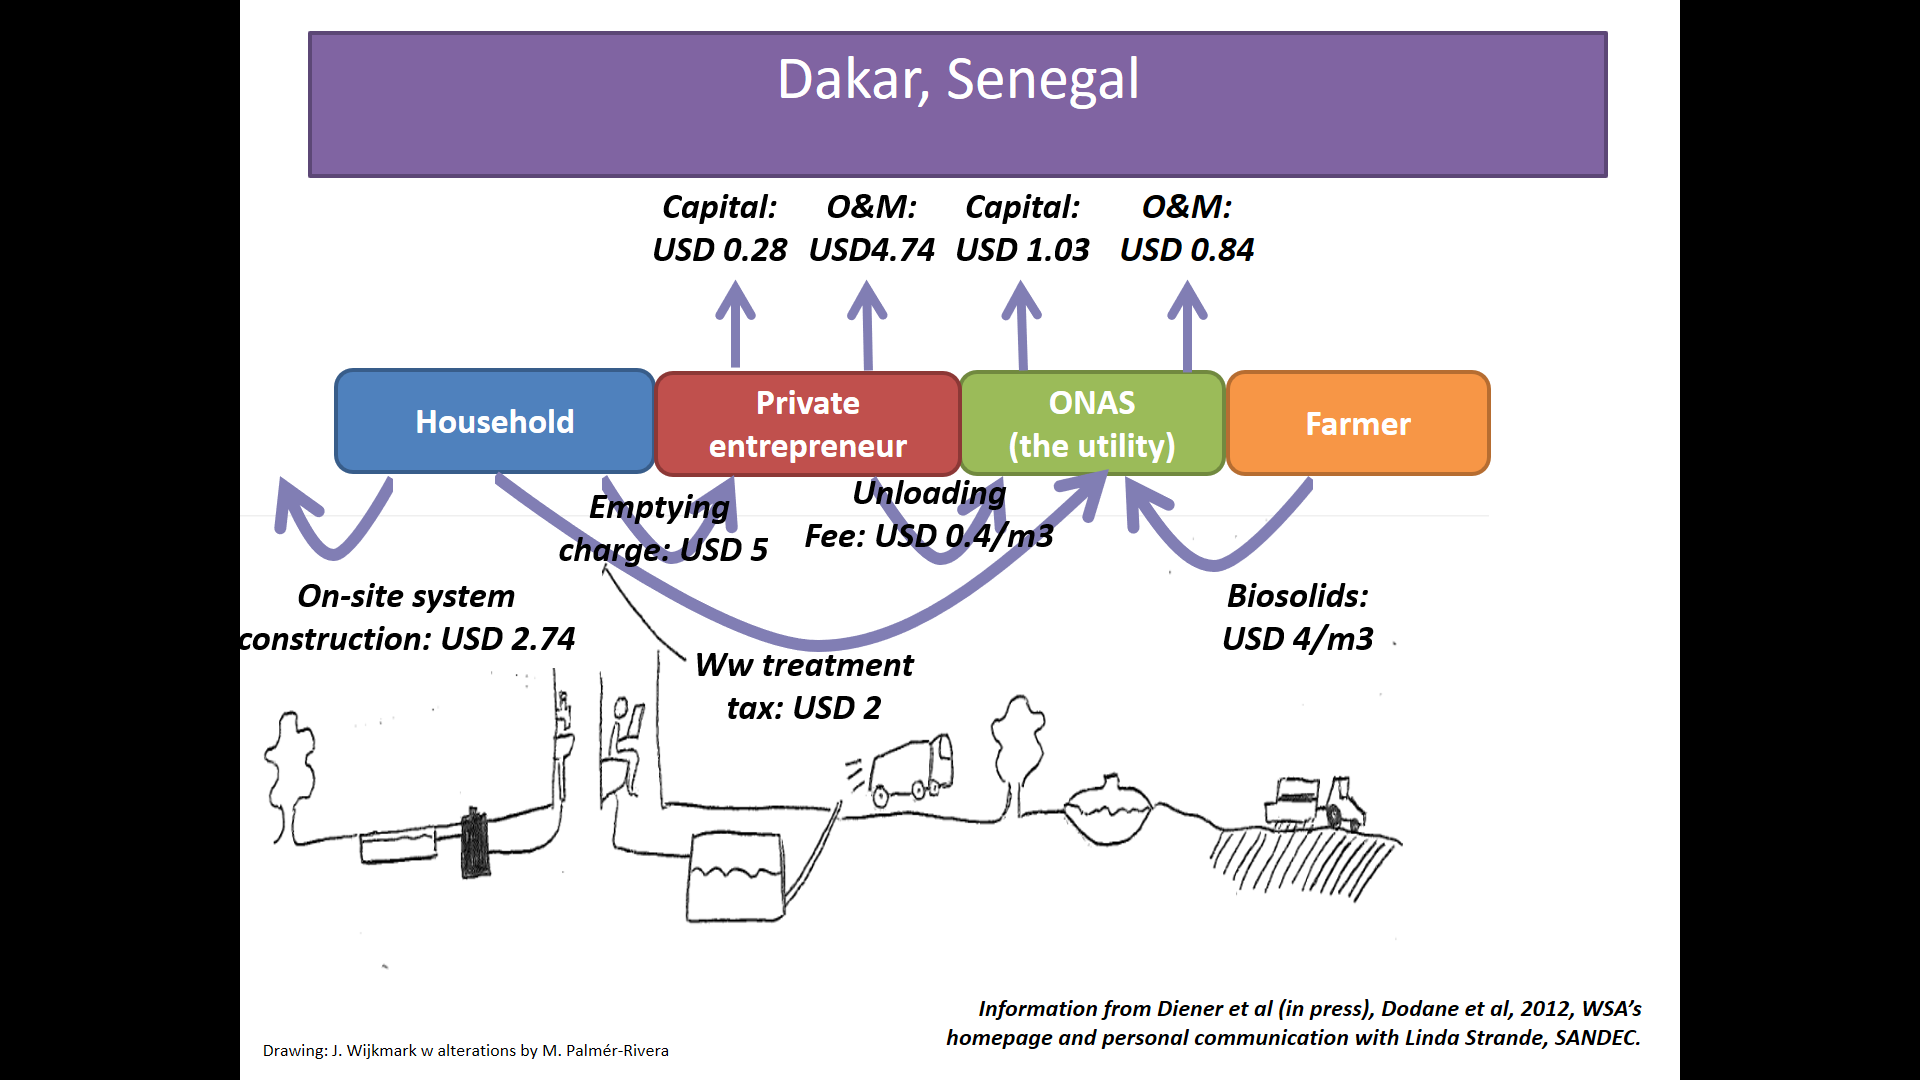 Dakar, Senegal
Capital:
USD 0.28
O&M:
USD4.74
Capital:
USD 1.03
O&M:
USD 0.84
Household
Private
entrepreneur
ONAS
(the utility)
Farmer
Emptying
charge: USD 5
Unloading
Fee: USD 0.4/m3
On-site system
construction: USD 2.74
Biosolids:
USD 4/m3
Ww treatment
tax: USD 2
Information from Diener et al (in press), Dodane et al, 2012, WSA’s
homepage and personal communication with Linda Strande, SANDEC.
Drawing: J. Wijkmark w alterations by M. Palmér-Rivera